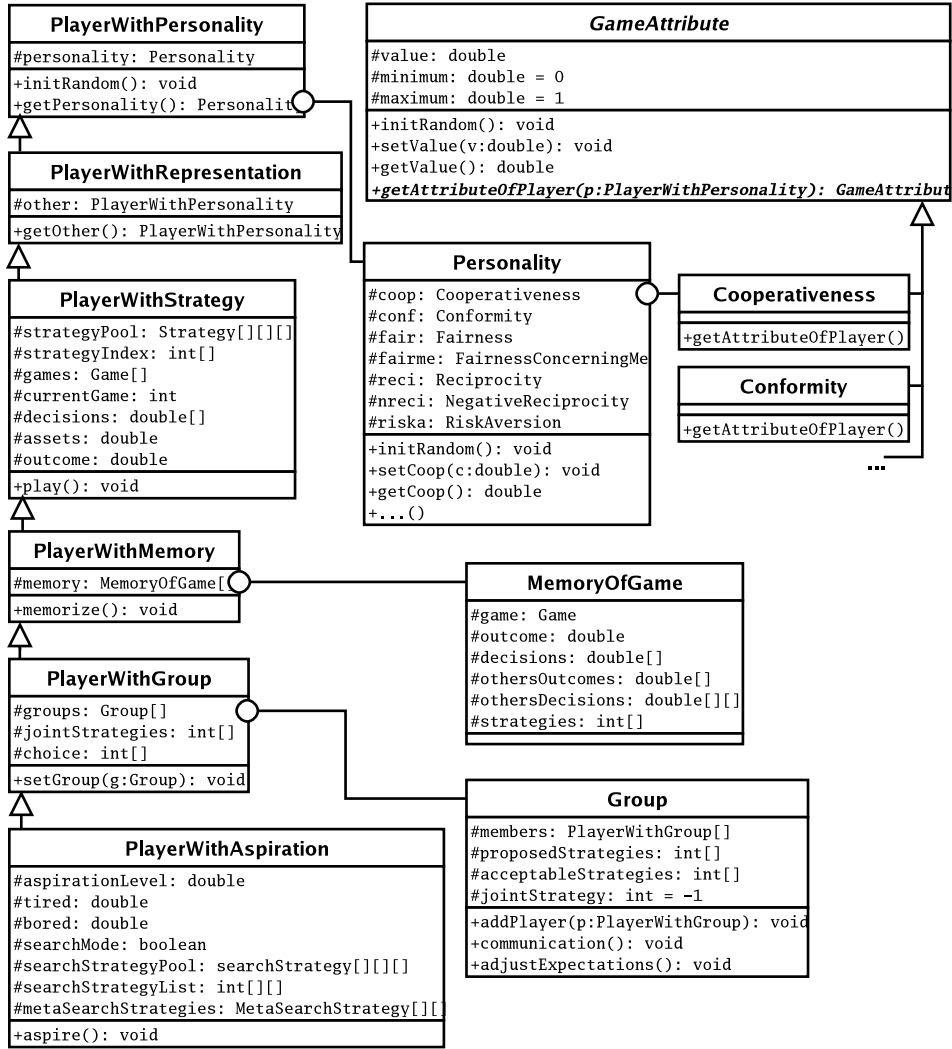 PlayerWithPersonality
#personality: Personality
+initRandom(): void
+getPersonality(): Personalit
GameAttribute
#value: double
#minimum: double = 0
#maximum: double = 1
+initRandom(): void
+setValue(v:double): void
+getValue(): double
+getAttributeOfPlayer(p:PlayerWithPersonality): GameAttribut
PlayerWithRepresentation
#other: PlayerWithPersonality
+getOther(): PlayerWithPersonality
Personality
#coop: Cooperativeness
#conf: Conformity
#fair: Fairness
#fairme: FairnessConcerningMe
#reci: Reciprocity
#nreci: NegativeReciprocity
#riska: RiskAversion
+initRandom(): void
+setCoop(c:double): void
+getCoop(): double
+...()
Cooperativeness
+getAttributeOfPlayer()
Conformity
+getAttributeOfPlayer()
...
PlayerWithStrategy
#strategyPool: Strategy[][][]
#strategyIndex: int[]
#games: Game[]
#currentGame: int
#decisions: double[]
#assets: double
#outcome: double
+play(): void
PlayerWithMemory
#memory: MemoryOfGame[
+memorize(): void
MemoryOfGame
#game: Game
#outcome: double
#decisions: double[]
#othersOutcomes: double[]
#othersDecisions: double[][]
#strategies: int[]
PlayerWithGroup
#groups: Group[]
#jointStrategies: int[]
#choice: int[]
+setGroup(g:Group): void
Group
#members: PlayerWithGroup[]
#proposedStrategies: int[]
#acceptableStrategies: int[]
#jointStrategy: int = -1
+addPlayer(p:PlayerWithGroup): void
+communication(): void
+adjustExpectations(): void
PlayerWithAspiration
#aspirationLevel: double
#tired: double
#bored: double
#searchMode: boolean
#searchStrategyPool: searchStrategy[][][]
#searchStrategyList: int[][]
#metaSearchStrategies: MetaSearchStrategy[][]
+aspire(): void